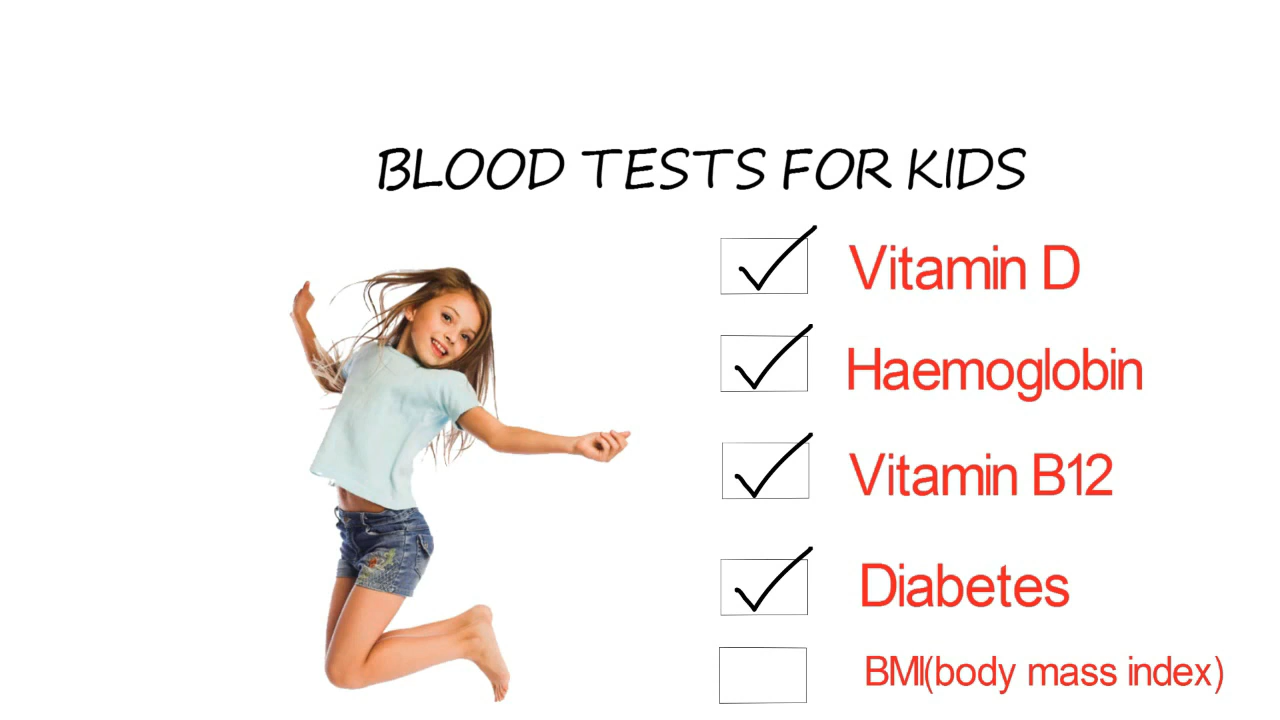 BLOOD TESTS FOR KIDS
Vitamin D
Haemoglobin
Vitamin B12
Diabetes
BMI(body mass index)